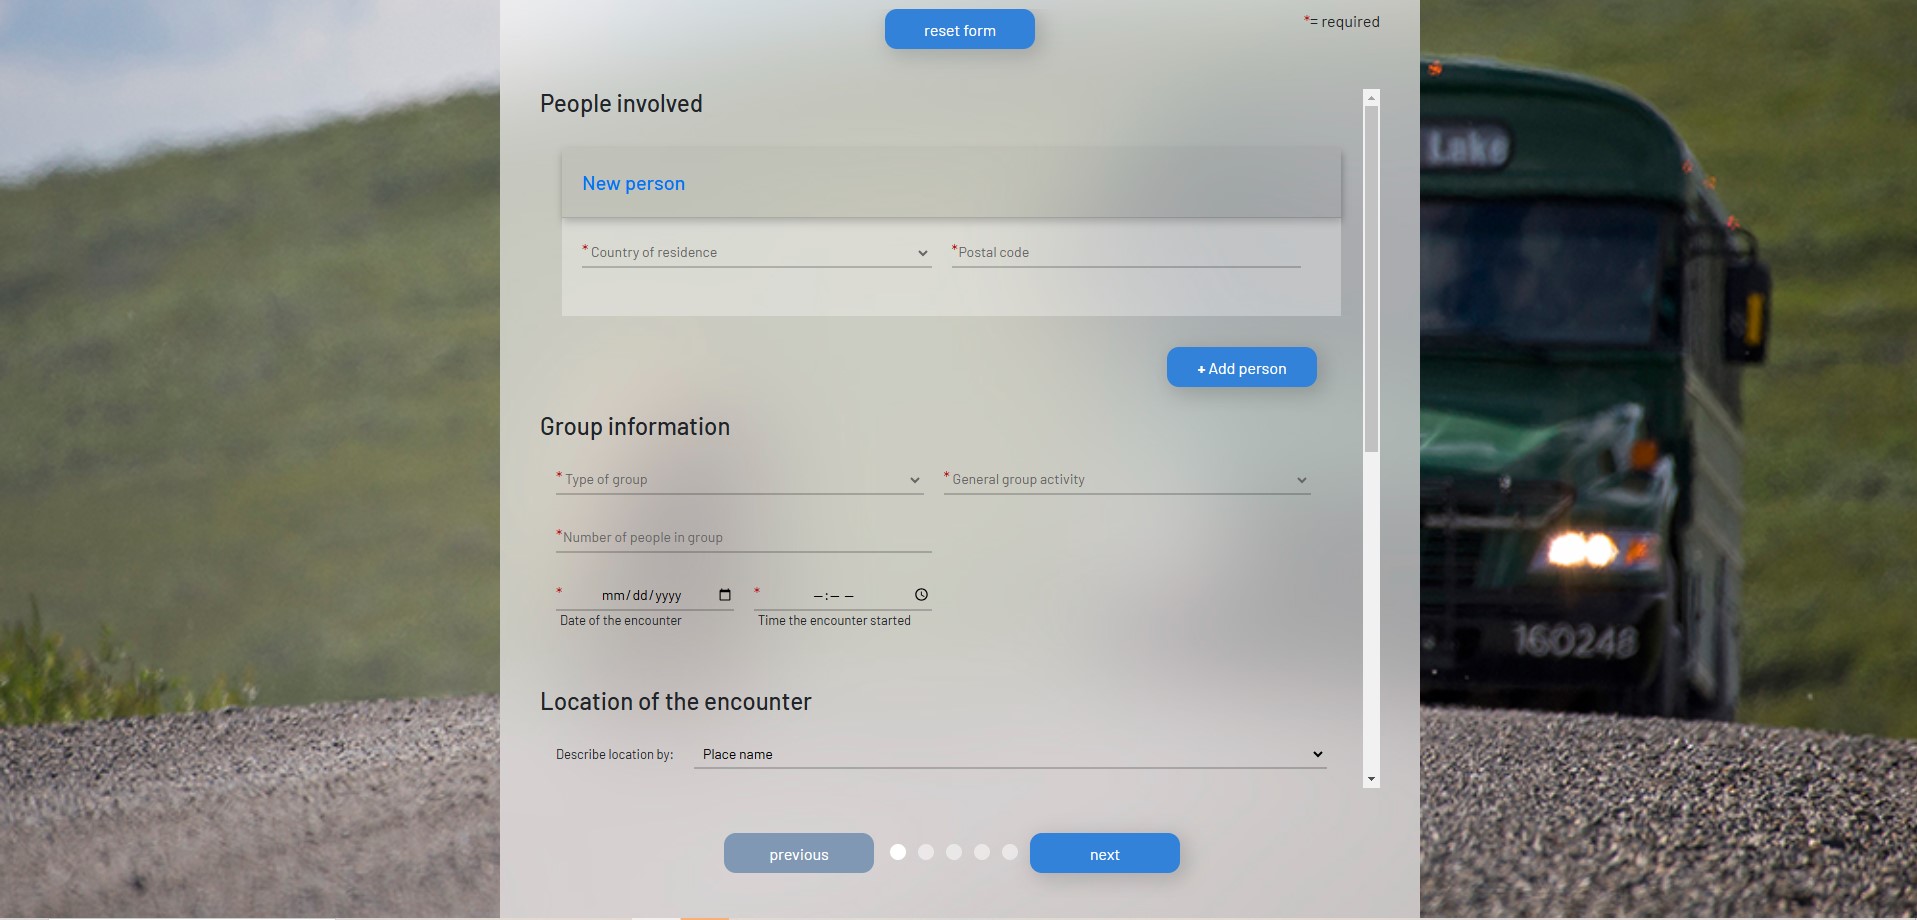 reset form
*= required
People involved
New person
* Country of residence
*Postal code
+ Add person
Group information
* Type of group
* General group activity
*Number of people in group
* mm/dd/yyyy
* –:– –
Date of the encounter
Time the encounter started
Location of the encounter
Describe location by:
Place name
previous
next
Lake
160248